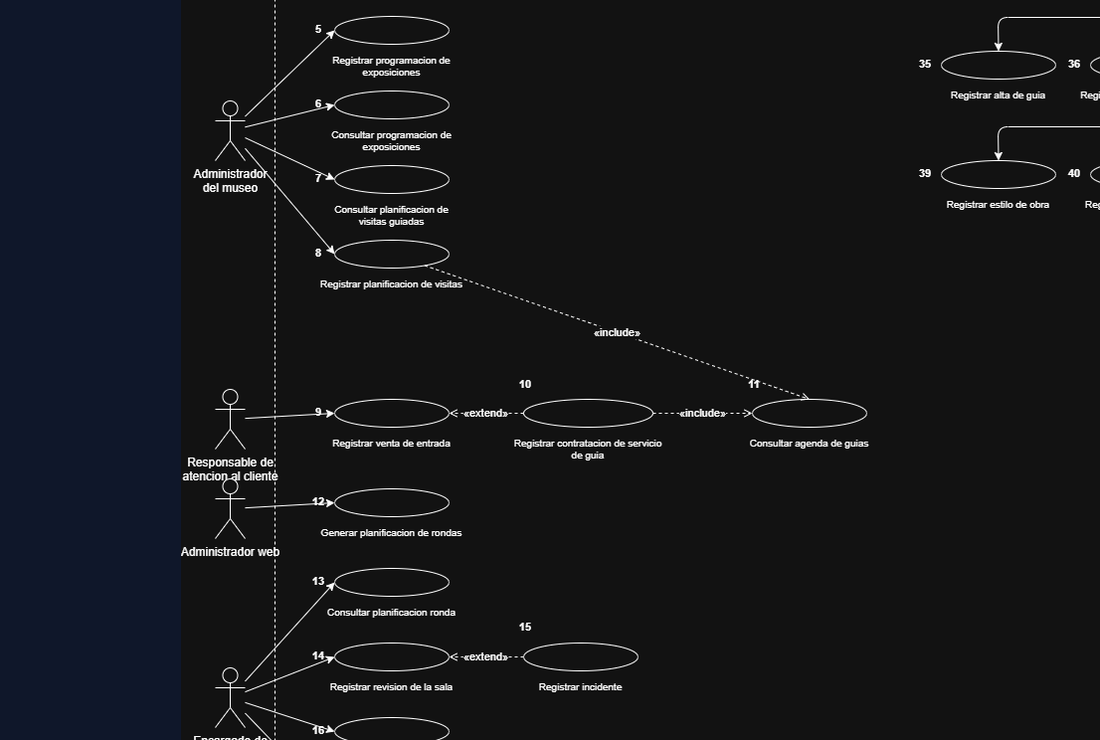 5
Registrar programacion de
exposiciones
35
36
Registrar alta de guia
6
Consultar programacion de
exposiciones
Administrador
del museo
7
39
40
Consultar planificacion de
visitas guiadas
Registrar estilo de obra
8
Registrar planificacion de visitas
«include»
10
11
9
«extend»
«include»
Registrar venta de entrada
Registrar contratacion de servicio
de guia
Consultar agenda de guias
Responsable de
atencion al cliente
12
Generar planificacion de rondas
Administrador web
13
Consultar planificacion ronda
15
14
«extend»
Registrar revision de la sala
Registrar incidente
16
Encargado de